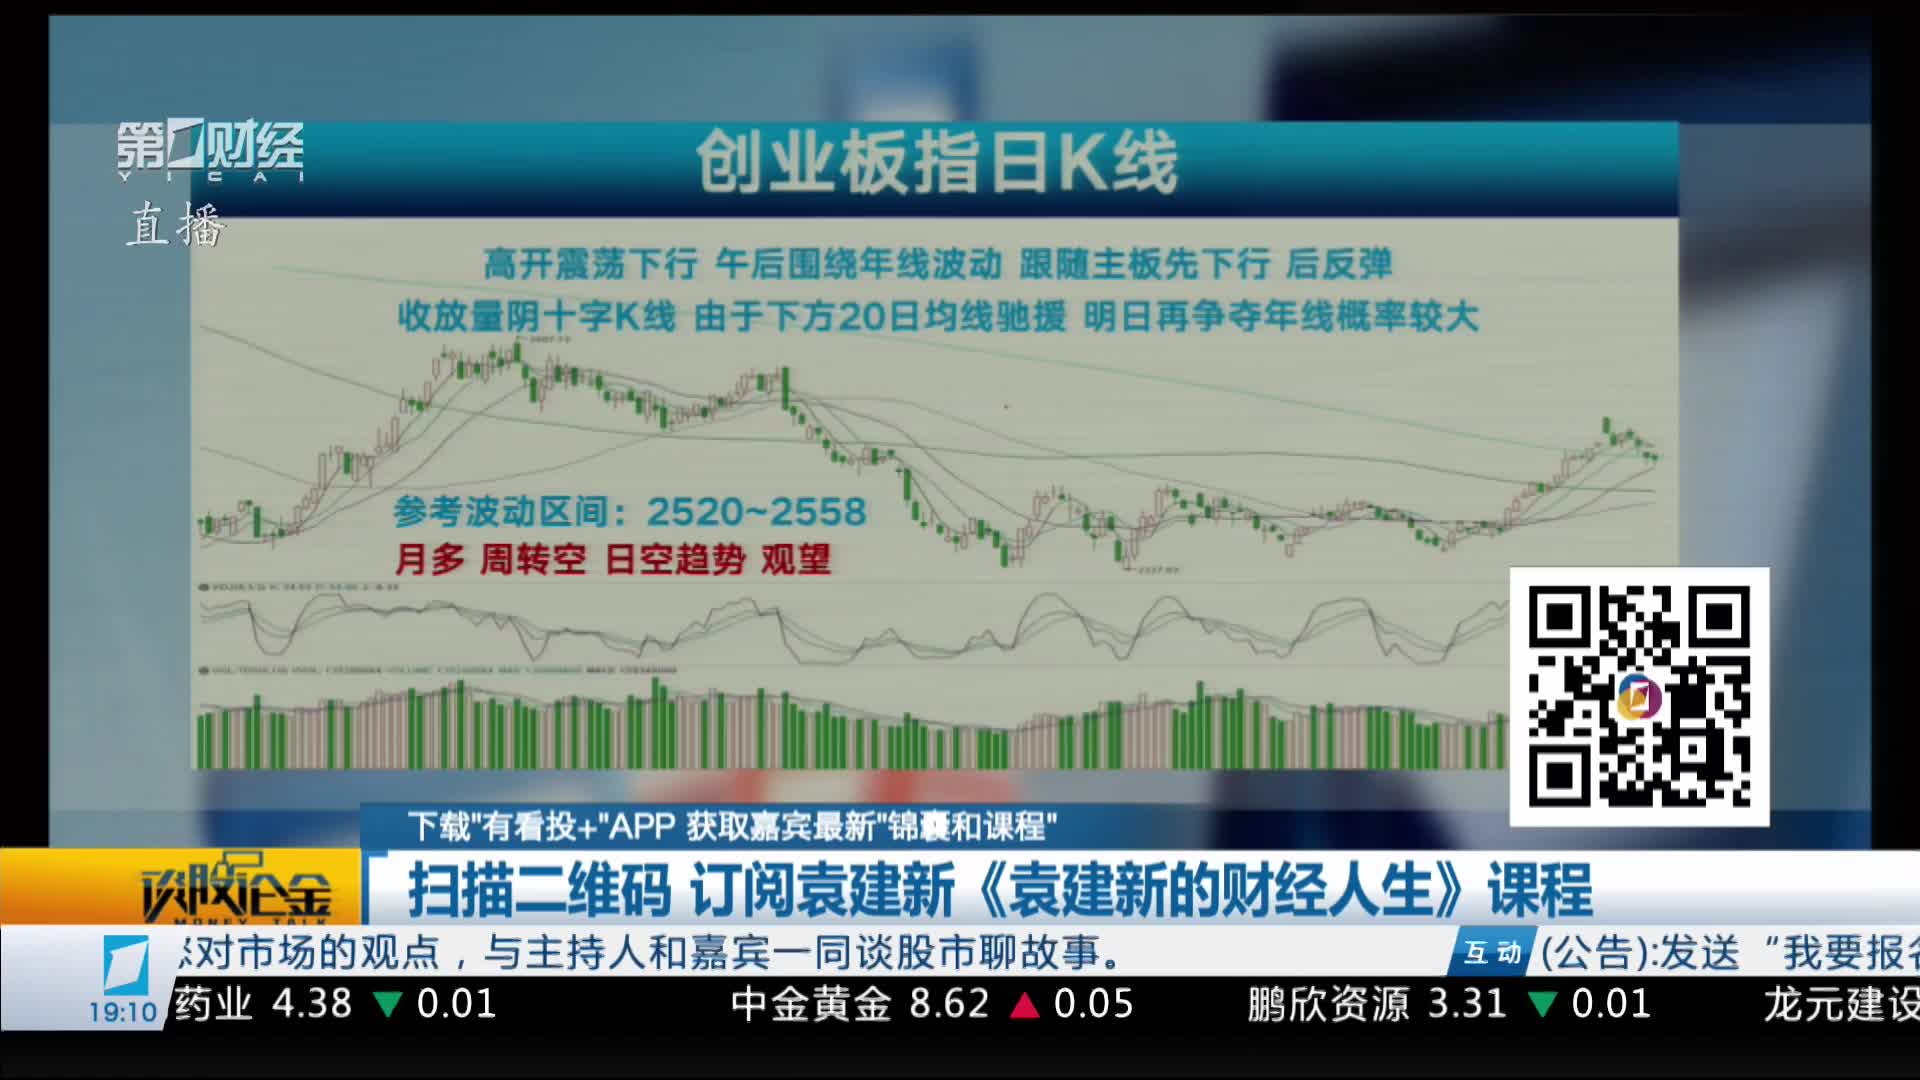 第一财经
YICAI
直播
创业板指日K线
高开震荡下行 午后围绕年线波动 跟随主板先下行 后反弹
收放量阴十字K线 由于下方20日均线驰援 明日再争夺年线概率较大
参考波动区间：2520~2558
月多 周转空 日空趋势 观望
下载"有看投+"APP 获取嘉宾最新"锦囊和课程"
谈股论金
MONEY TALK
扫描二维码 订阅袁建新《袁建新的财经人生》课程
对市场的观点，与主持人和嘉宾一同谈股市聊故事。 互动 (公告):发送“我要报名
19:10
药业 4.38 ▼ 0.01 中金黄金 8.62 ▲ 0.05 鹏欣资源 3.31 ▼ 0.01 龙元建设